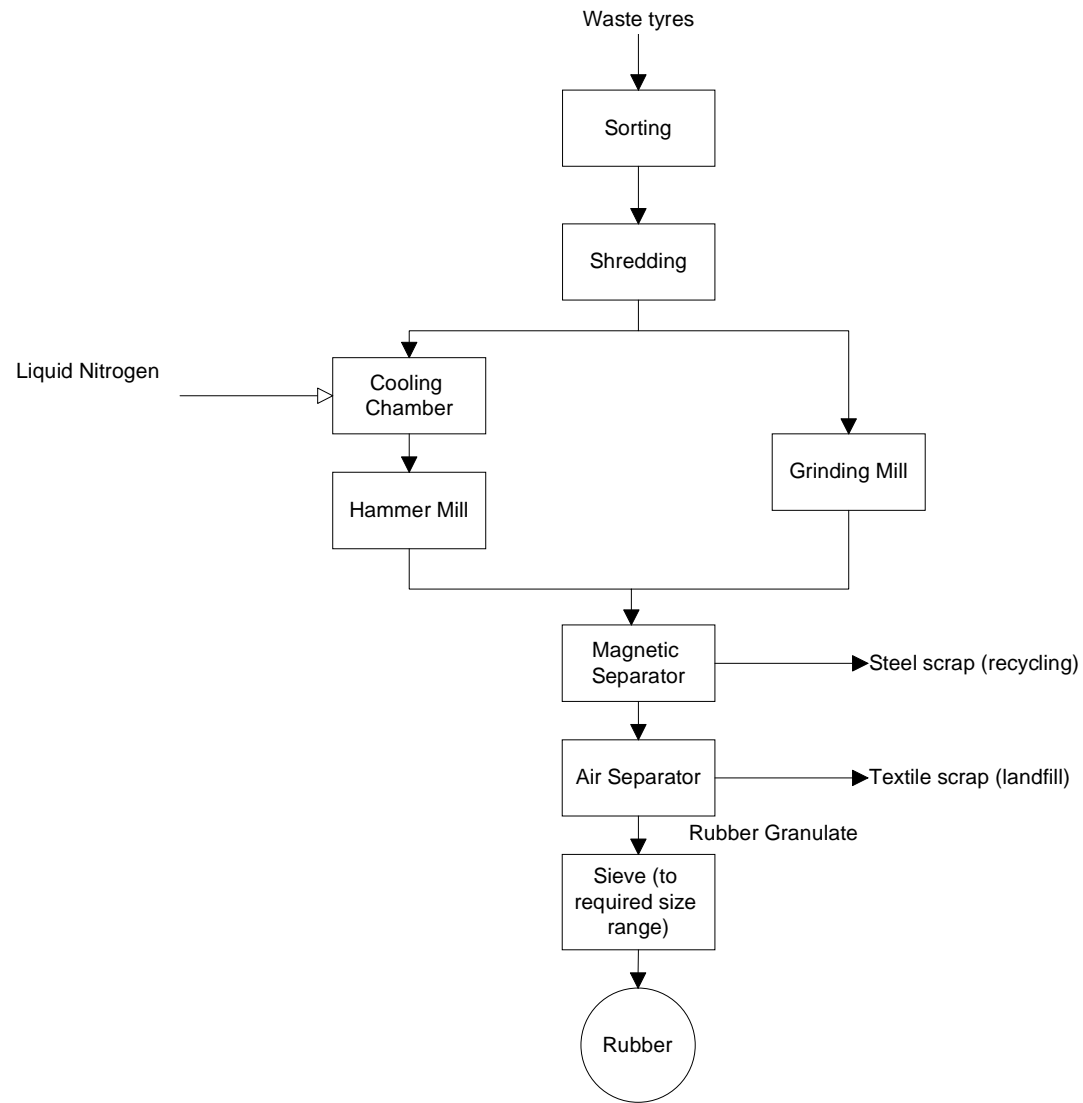 Waste tyres
Sorting
Shredding
Liquid Nitrogen
Cooling
Chamber
Grinding Mill
Hammer Mill
Magnetic
Separator
Steel scrap (recycling)
Air Separator
Textile scrap (landfill)
Rubber Granulate
Sieve (to
required size
range)
Rubber